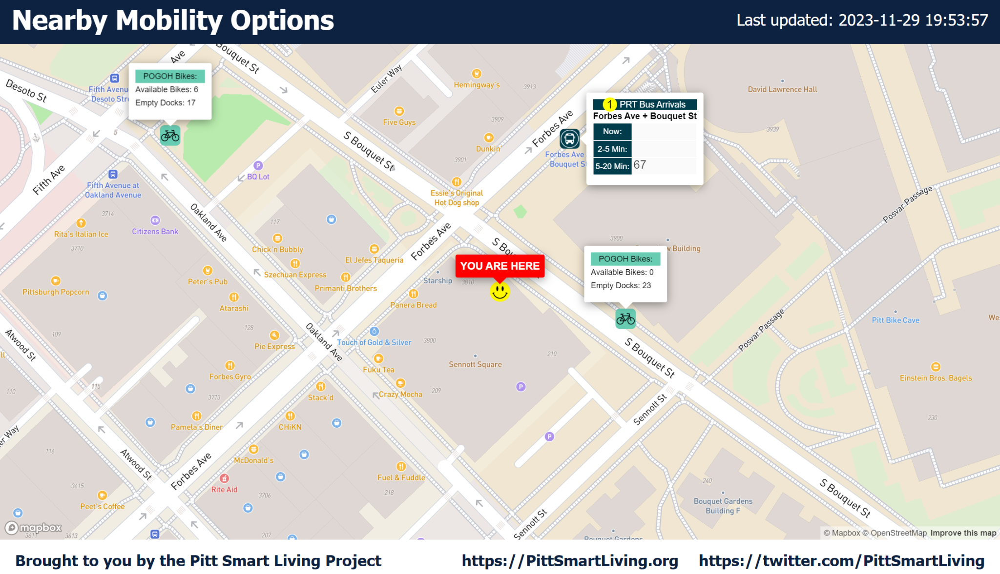 Nearby Mobility Options
Last updated: 2023-11-29 19:53:57
Bouquet St
Ave
POGOH Bikes:
Available Bikes: 6
Empty Docks: 17
Euler Way
Hemingway's
3913
David Lawrence Hall
Desoto St
Fifth Avenu
Desoto Stre
1 PRT Bus Arrivals
Forbes Ave + Bouquet St
Now:
2-5 Min:
5-20 Min: 67
Five Guys
3909
Forbes Ave
3939
5
S Bouquet St
Dunkin'
Forbes Ave
Bouquet St
3901
BQ Lot
Fifth Ave
Fifth Avenue at
Oakland Avenue
Essie's Original
Hot Dog shop
Posvar Passage
3714
Oakland Ave
Citizens Bank
Rita's Italian Ice
3710
117
Chick'n Bubbly
El Jefes Taqueria
Forbes Ave
S Bou
3900
w Building
YOU ARE HERE
POGOH Bikes:
Available Bikes: 0
Empty Docks: 23
Szechuan Express
Starship
3810
Peter's Pub
Primanti Brothers
Pittsburgh Popcorn
Panera Bread
Atarashi
Pitt Bike Cave
Wes
128
109
Oakland Ave
Posvar Passage
Atwood St
Pie Express
Touch of Gold & Silver
3800
S Bouquet St
210
Sennott Square
ll
Forbes Gyro
Fuku Tea
Einstein Bros. Bagels
115
110
3713
Stack'd
Crazy Mocha
209
Sennott St
230
Pamela's Diner
CHiKN
er Way
116
Atwood St
Forbes Ave
McDonald's
Fuel & Fuddle
3615
Rite Aid
3706
218
240
S Bouquet St
Peet's Coffee
Bouquet Gardens
Building F
Sennott St
mapbox
3611
3613
207
Bouquet Gardens
© Mapbox © OpenStreetMap Improve this map
Brought to you by the Pitt Smart Living Project
https://PittSmartLiving.org
https://twitter.com/PittSmartLiving